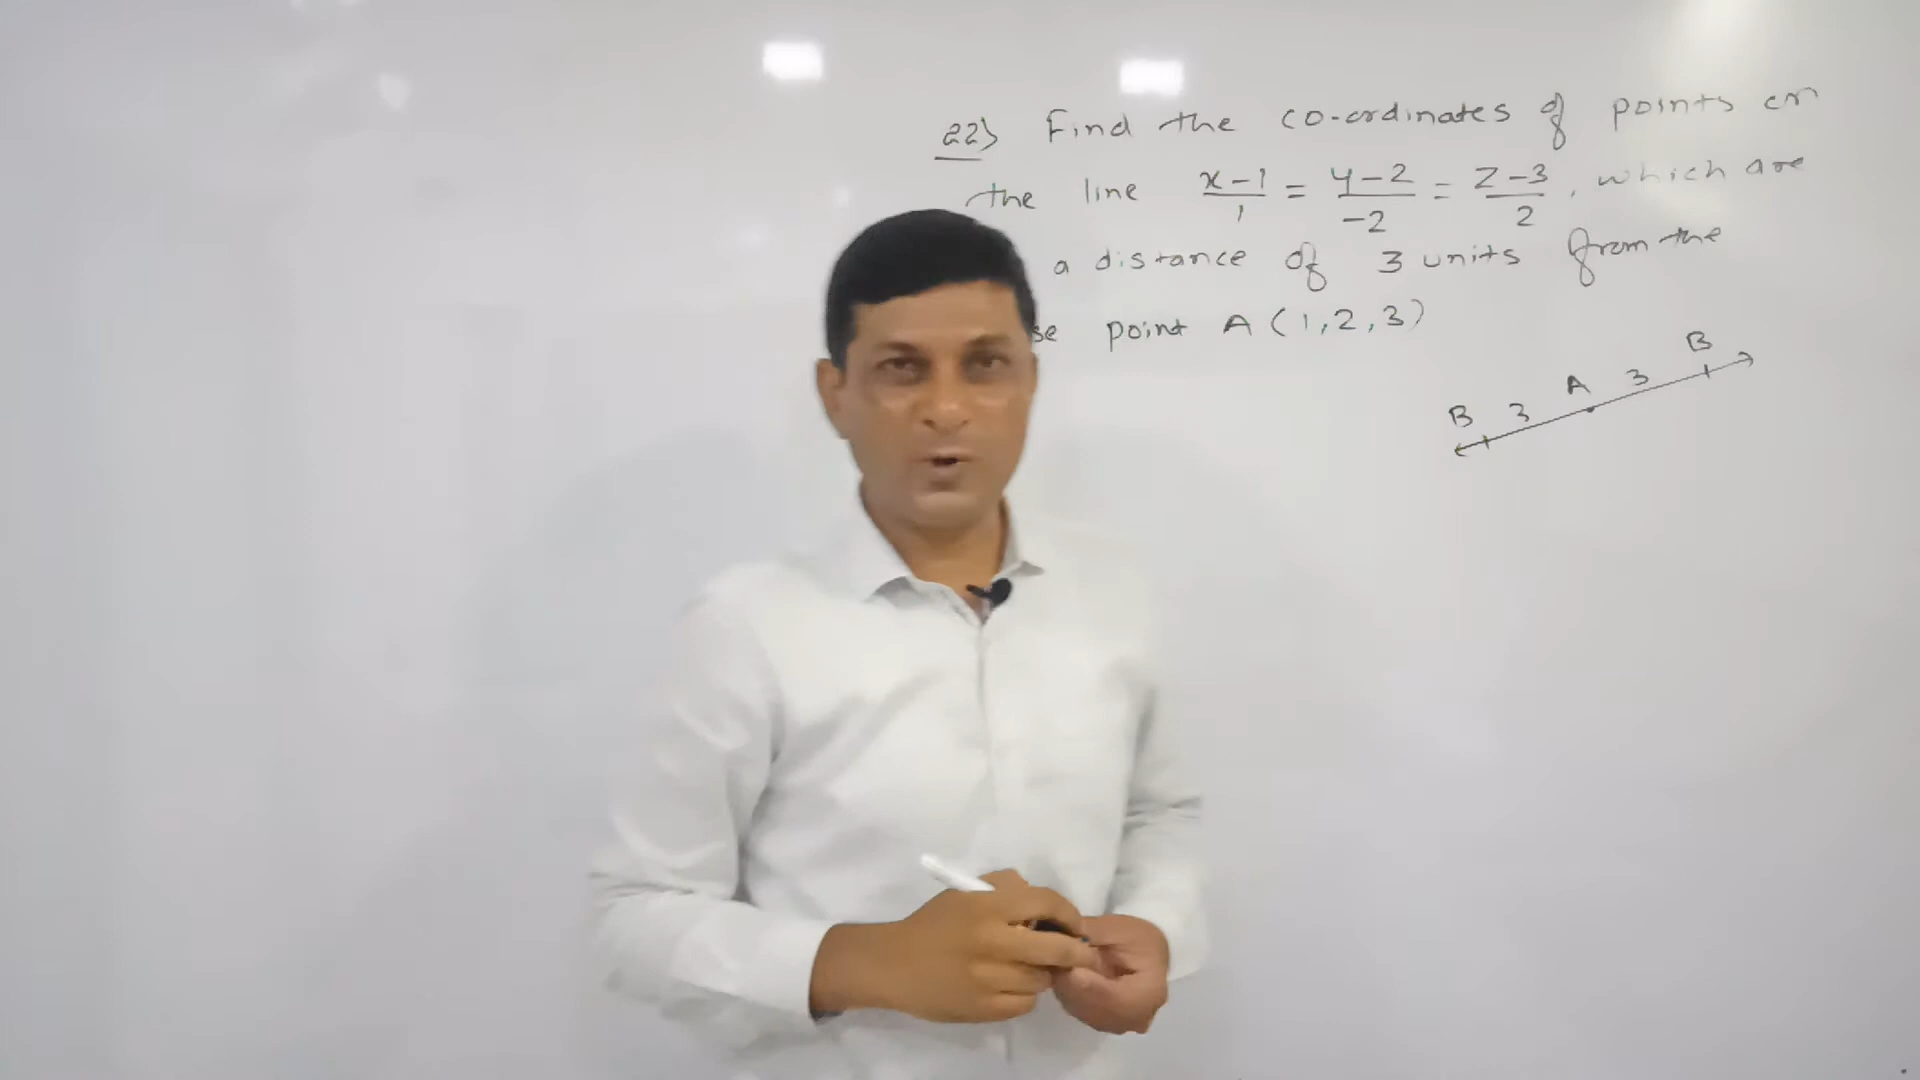 22) Find the co-ordinates of points on
the line x-1/1 = y-2/-2 = z-3/2, which are
a distance of 3 units from the
se point A (1,2,3)
B
A 3
B 3